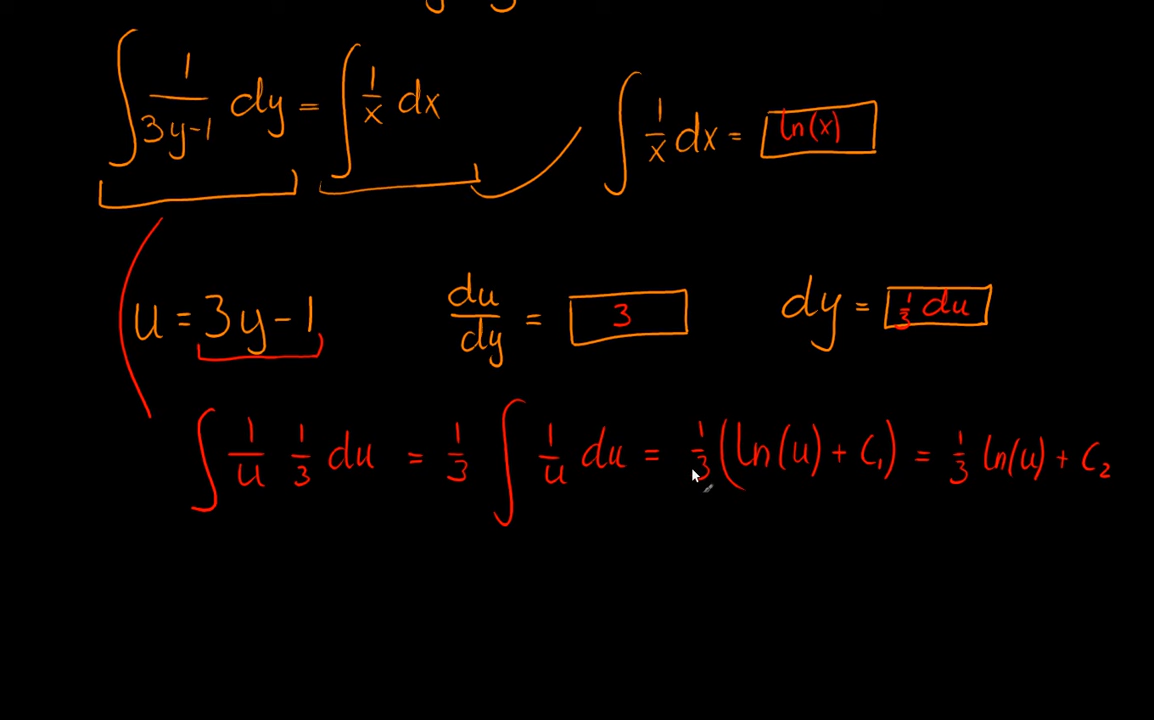 ∫ 1/(3y-1) dy = ∫ 1/x dx
∫ 1/x dx = ln(x)
u = 3y-1
du/dy = 3
dy = 1/3 du
∫ 1/u 1/3 du = 1/3 ∫ 1/u du = 1/3 (ln(u) + C₁) = 1/3 ln(u) + C₂